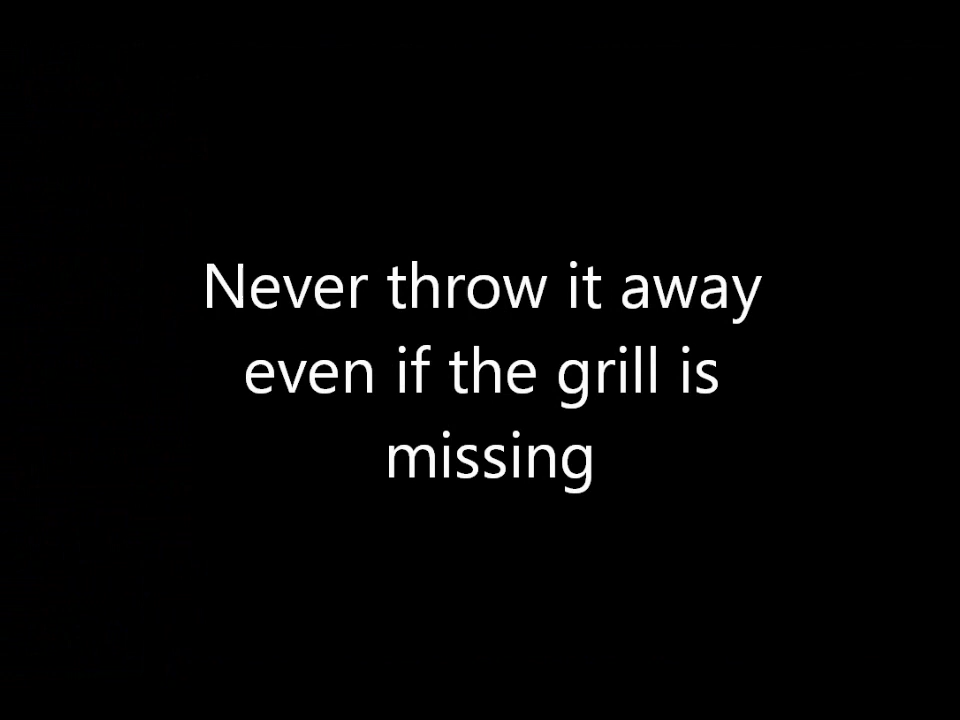 Never throw it away
even if the grill is
missing